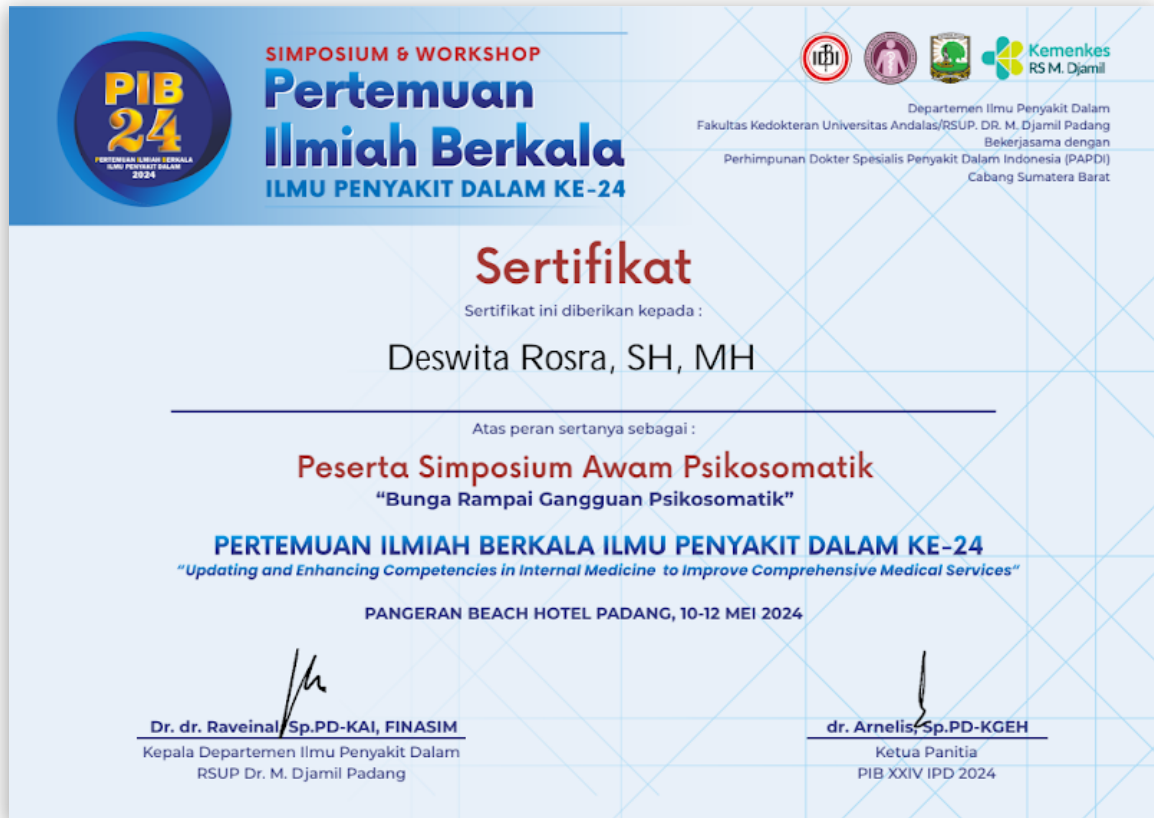 PIB
24
PERTEMUAN ILMIAH BERKALA
ILMU PENYAKIT DALAM
2024
SIMPOSIUM & WORKSHOP
Pertemuan
Ilmiah Berkala
ILMU PENYAKIT DALAM KE-24
IDI
Kemenkes
RS M. Djamil
Departemen Ilmu Penyakit Dalam
Fakultas Kedokteran Universitas Andalas/RSUP. DR. M. Djamil Padang
Bekerjasama dengan
Perhimpunan Dokter Spesialis Penyakit Dalam Indonesia (PAPDI)
Cabang Sumatera Barat
Sertifikat
Sertifikat ini diberikan kepada :
Deswita Rosra, SH, MH
Atas peran sertanya sebagai :
Peserta Simposium Awam Psikosomatik
“Bunga Rampai Gangguan Psikosomatik”
PERTEMUAN ILMIAH BERKALA ILMU PENYAKIT DALAM KE-24
“Updating and Enhancing Competencies in Internal Medicine to Improve Comprehensive Medical Services“
PANGERAN BEACH HOTEL PADANG, 10-12 MEI 2024
Dr. dr. Raveinal, Sp.PD-KAI, FINASIM
Kepala Departemen Ilmu Penyakit Dalam
RSUP Dr. M. Djamil Padang
dr. Arnelis, Sp.PD-KGEH
Ketua Panitia
PIB XXIV IPD 2024